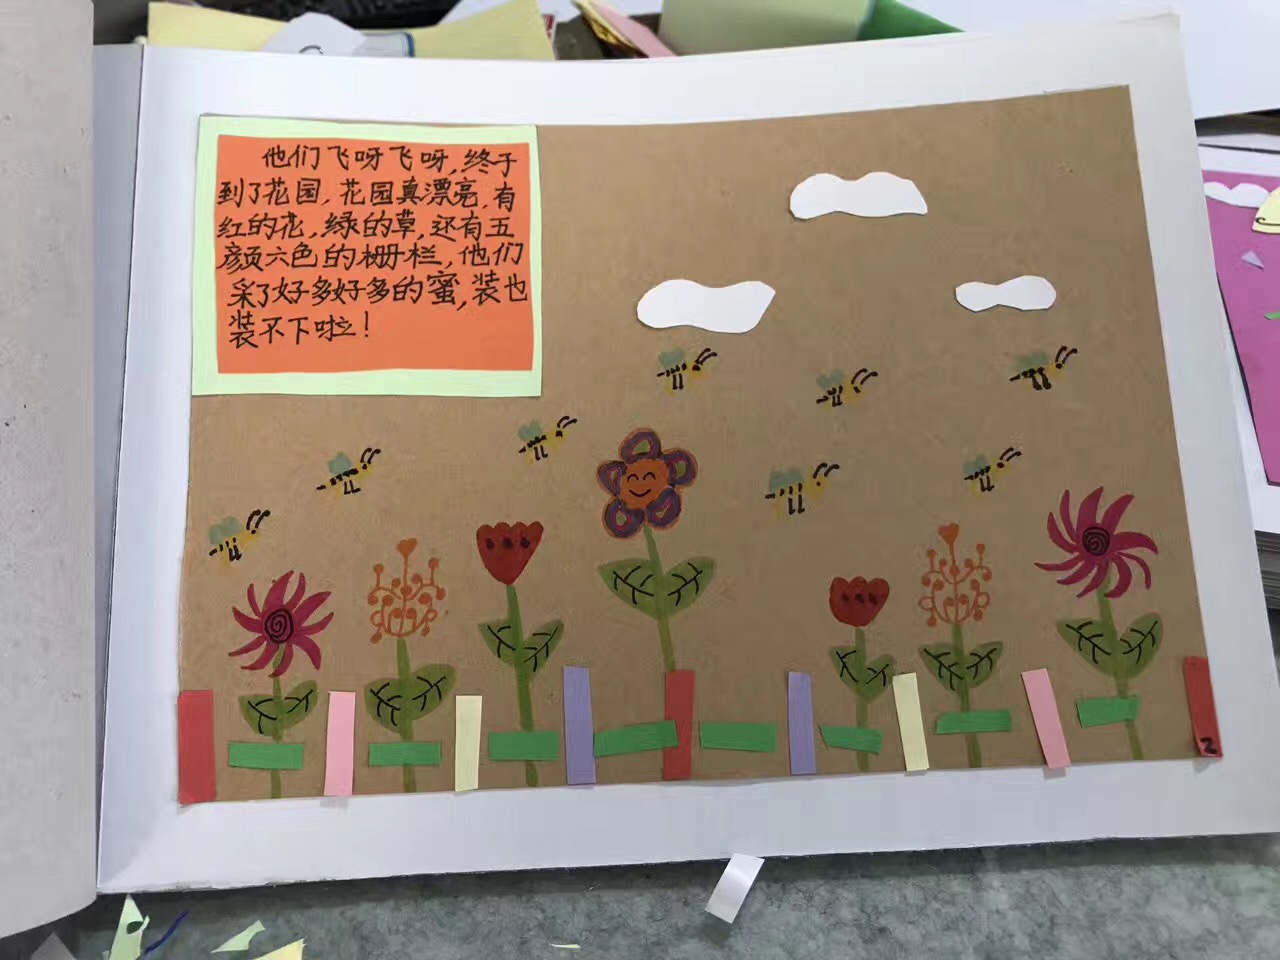 他们飞呀飞呀，终于
到了花园，花园真漂亮，有
红的花，绿的草，还有五
颜六色的栅栏，他们
采了好多好多的蜜，装也
装不下啦！
2